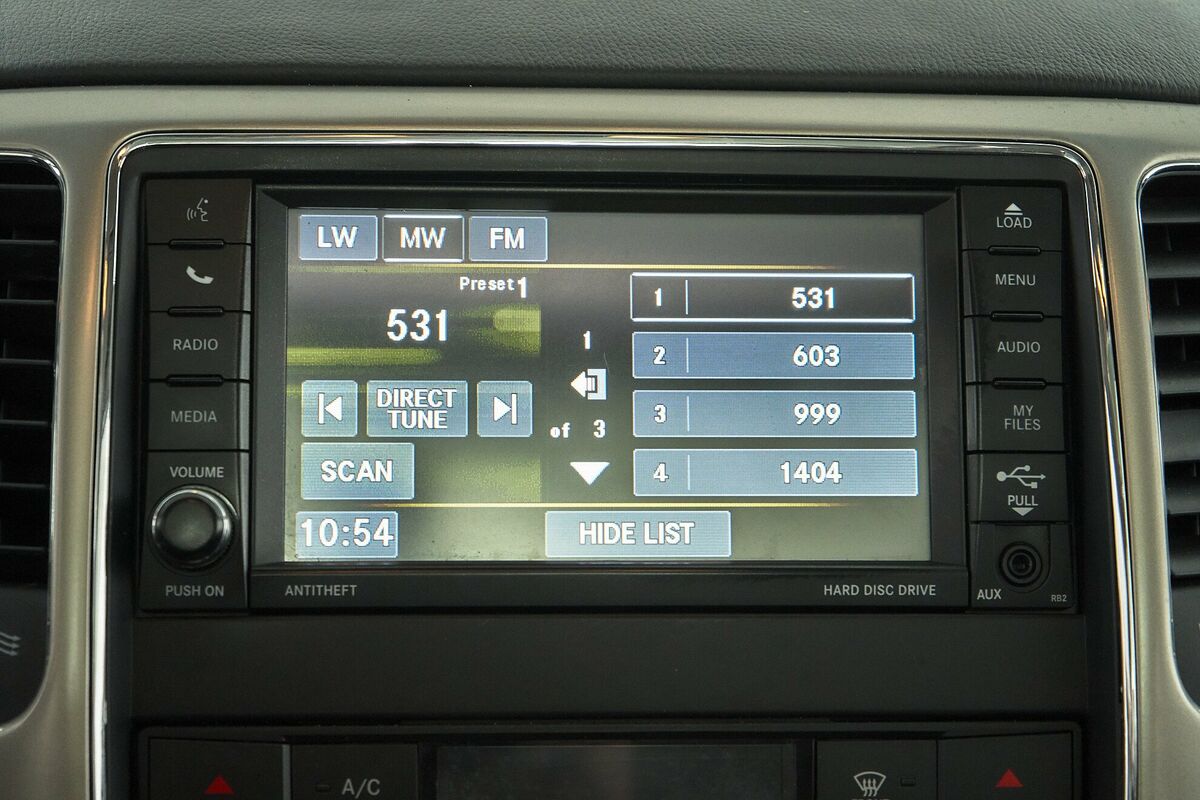 LW MW FM
Preset 1
531
DIRECT
TUNE
SCAN
10:54
1
of 3
1 531
2 603
3 999
4 1404
HIDE LIST
RADIO
MEDIA
VOLUME
PUSH ON
LOAD
MENU
AUDIO
MY
FILES
PULL
AUX
RB2
ANTITHEFT
HARD DISC DRIVE
A/C